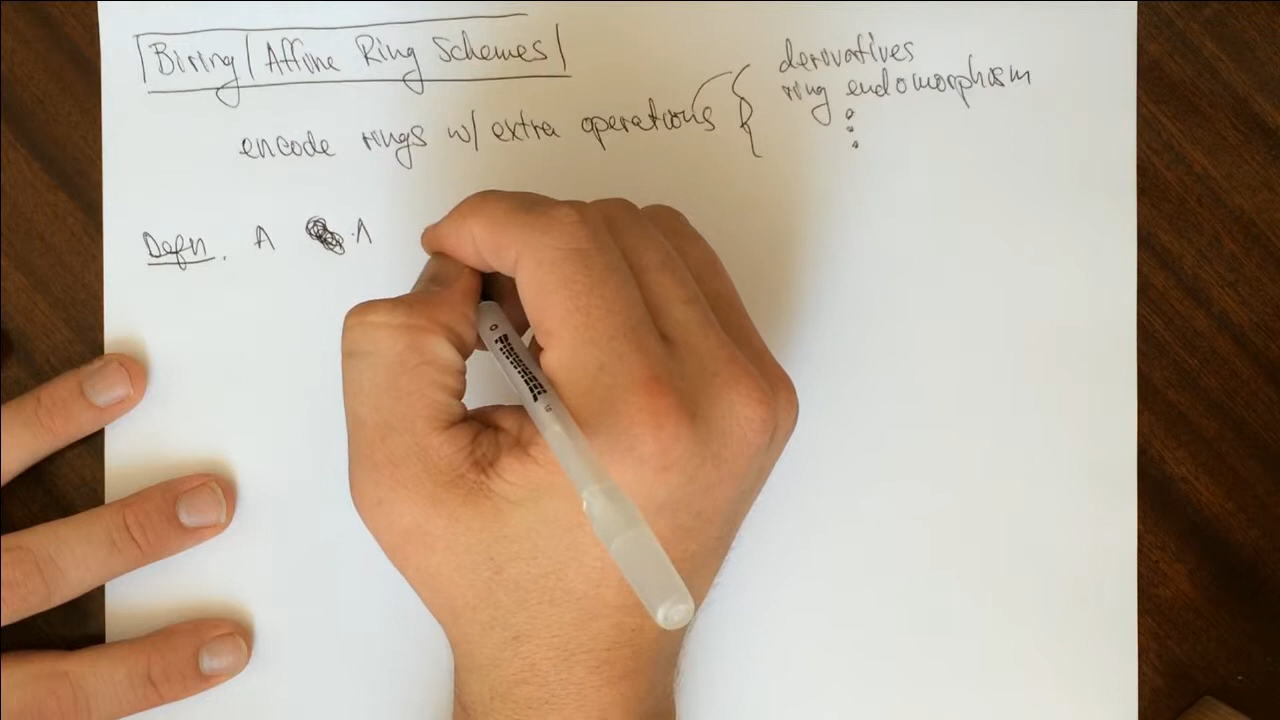 Biring / Affine Ring Schemes
derivatives
ring endomorphism
encode rings w/ extra operations
Defn. A Λ